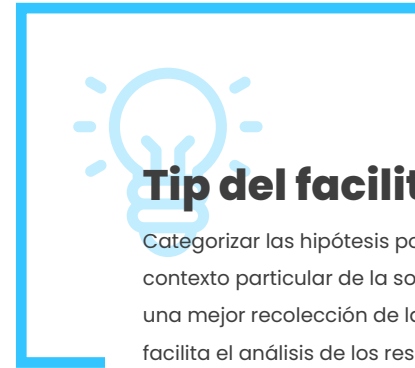 Tip del facilit
Categorizar las hipótesis po
contexto particular de la so
una mejor recolección de lo
facilita el análisis de los res